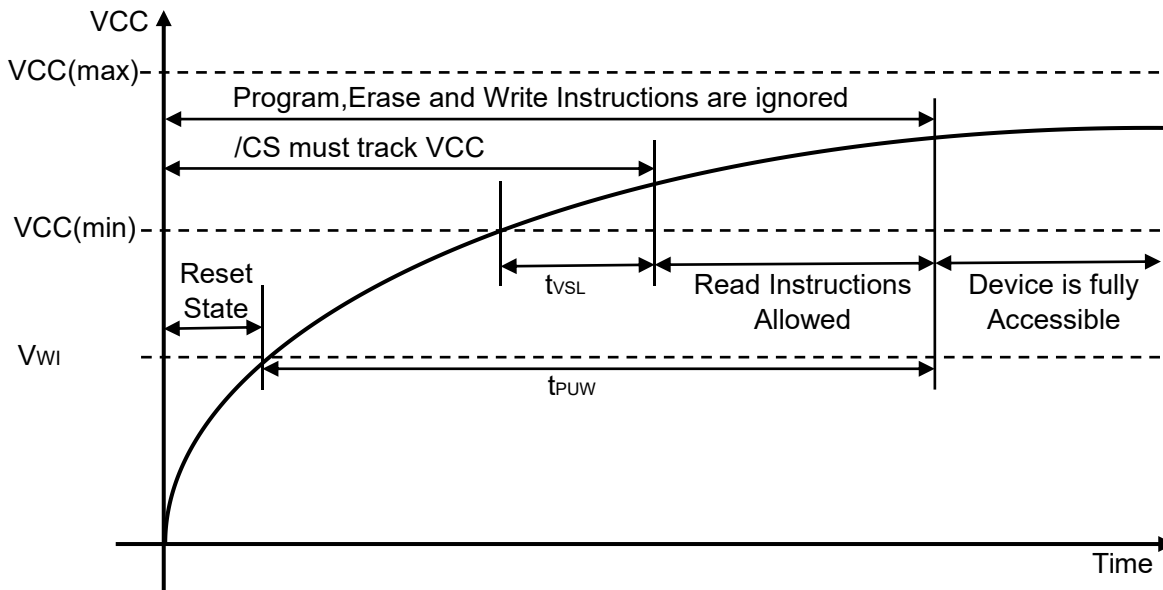 VCC
VCC(max)
Program,Erase and Write Instructions are ignored
/CS must track VCC
VCC(min)
Reset
State
tVSL
Read Instructions
Allowed
Device is fully
Accessible
VWI
tPUW
Time